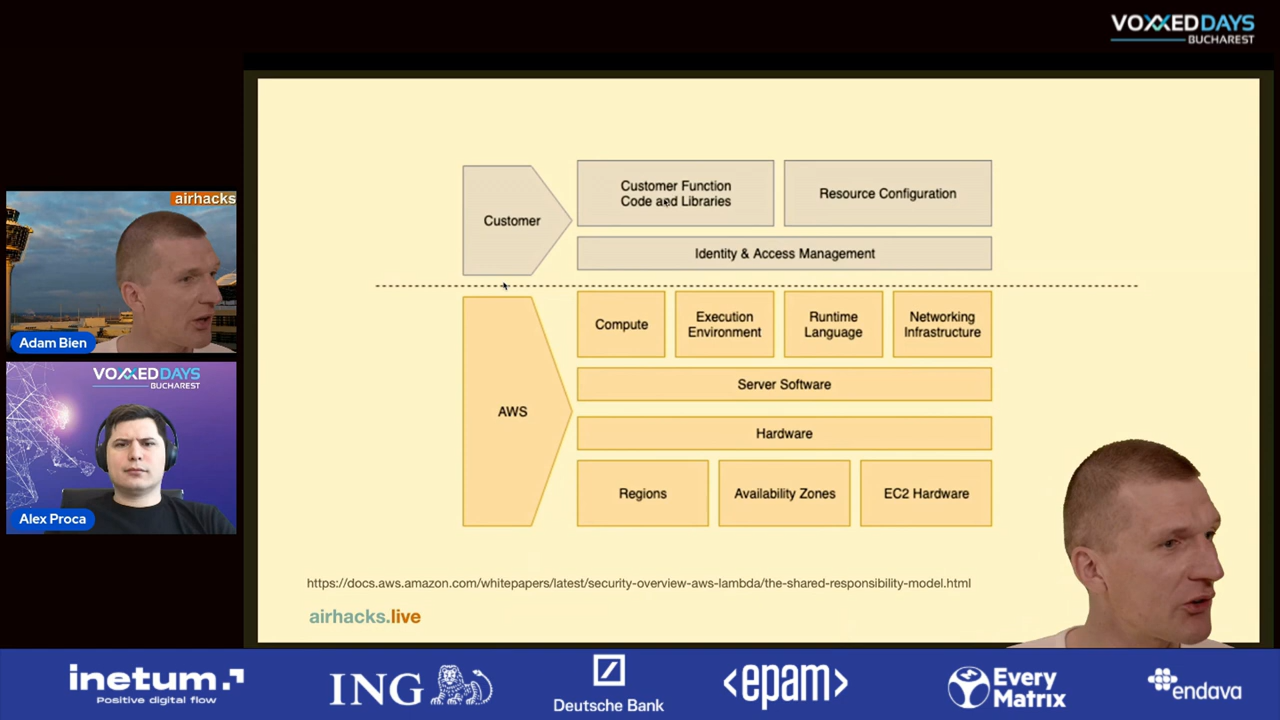 VOXXEDDAYS
BUCHAREST
airhacks
Adam Bien
VOXXEDDAYS
BUCHAREST
Alex Proca
Customer
Customer Function
Code and Libraries
Resource Configuration
Identity & Access Management
AWS
Compute
Execution
Environment
Runtime
Language
Networking
Infrastructure
Server Software
Hardware
Regions
Availability Zones
EC2 Hardware
https://docs.aws.amazon.com/whitepapers/latest/security-overview-aws-lambda/the-shared-responsibility-model.html
airhacks.live
inetum.
Positive digital flow
ING
Deutsche Bank
<epam>
Every
Matrix
endava